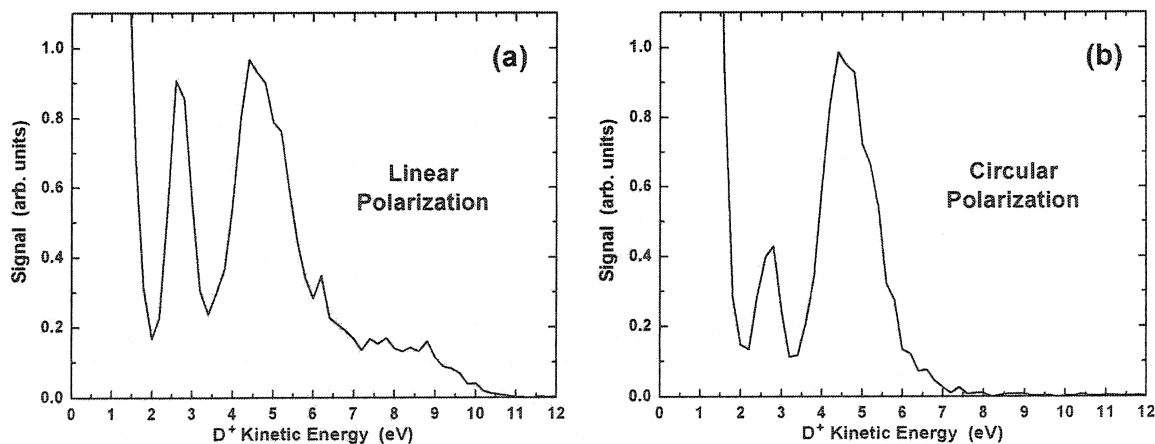 (a)
Linear
Polarization
Signal (arb. units)
1.0
0.8
0.6
0.4
0.2
0.0
0 1 2 3 4 5 6 7 8 9 10 11 12
D⁺ Kinetic Energy (eV)
(b)
Circular
Polarization
Signal (arb. units)
1.0
0.8
0.6
0.4
0.2
0.0
0 1 2 3 4 5 6 7 8 9 10 11 12
D⁺ Kinetic Energy (eV)